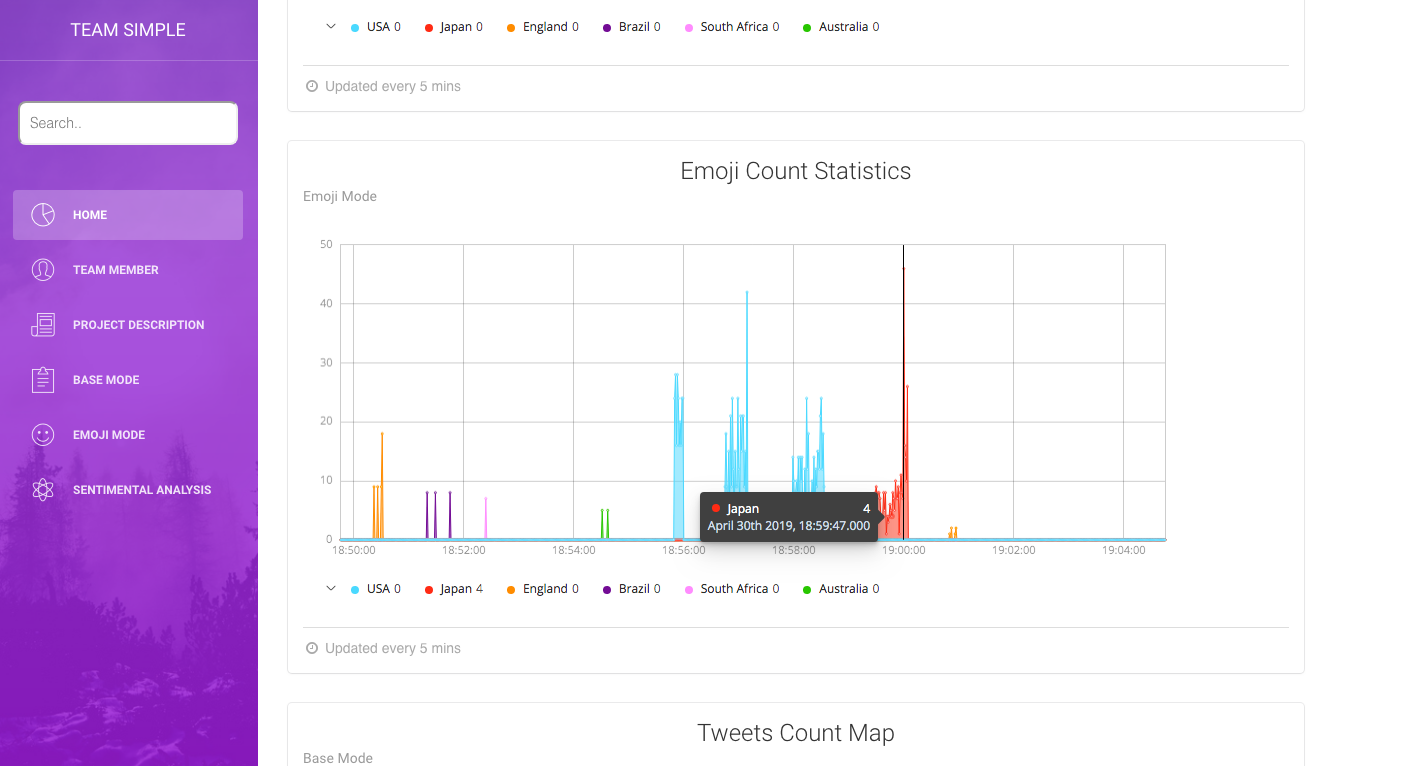 TEAM SIMPLE
Search..
HOME
TEAM MEMBER
PROJECT DESCRIPTION
BASE MODE
EMOJI MODE
SENTIMENTAL ANALYSIS
USA 0 Japan 0 England 0 Brazil 0 South Africa 0 Australia 0
Updated every 5 mins
Emoji Count Statistics
Emoji Mode
50
40
30
20
10
0
Japan 4
April 30th 2019, 18:59:47.000
18:50:00 18:52:00 18:54:00 18:56:00 18:58:00 19:00:00 19:02:00 19:04:00
USA 0 Japan 4 England 0 Brazil 0 South Africa 0 Australia 0
Updated every 5 mins
Tweets Count Map
Base Mode